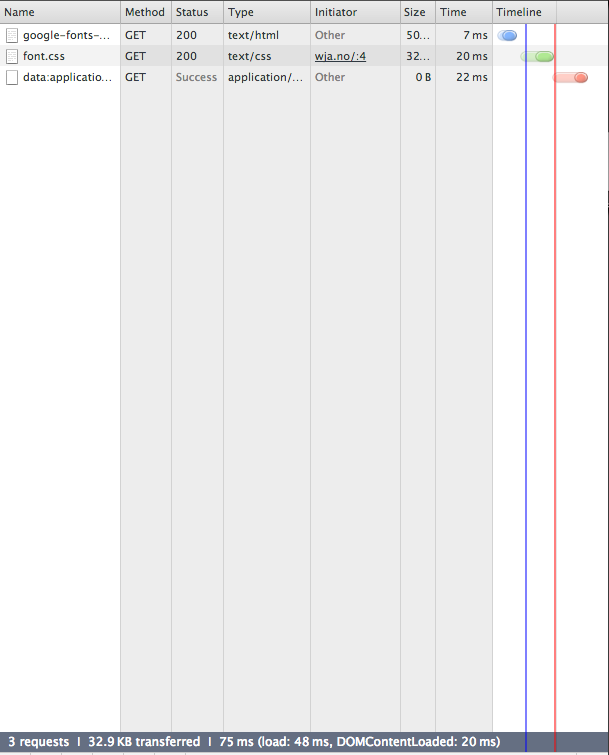 Name Method Status Type Initiator Size Time Timeline
google-fonts-... GET 200 text/html Other 50... 7 ms
font.css GET 200 text/css wja.no/:4 32... 20 ms
data:applicatio... GET Success application/... Other 0 B 22 ms
3 requests | 32.9 KB transferred | 75 ms (load: 48 ms, DOMContentLoaded: 20 ms)